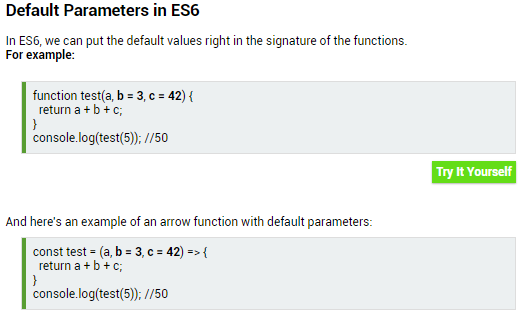 Default Parameters in ES6
In ES6, we can put the default values right in the signature of the functions.
For example:
function test(a, b = 3, c = 42) {
return a + b + c;
}
console.log(test(5)); //50
Try It Yourself
And here's an example of an arrow function with default parameters:
const test = (a, b = 3, c = 42) => {
return a + b + c;
}
console.log(test(5)); //50